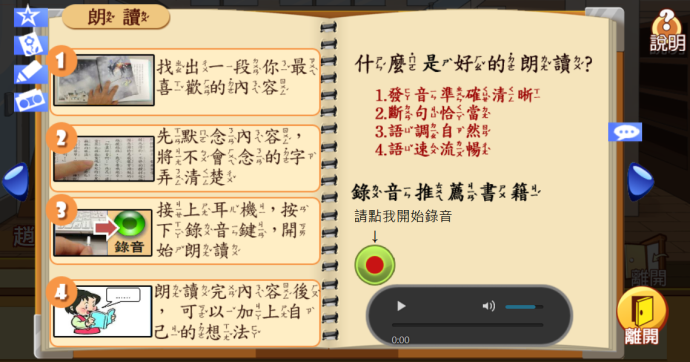 朗讀
1
找出一段你最
喜歡的內容
2
先默念內容，
將不會念的字
弄清楚
3
錄音
接上耳機，按
下錄音鍵，開
始朗讀
4
朗讀完內容後
，可以加上自
己的想法
什麼是好的朗讀？
1.發音準確清晰
2.斷句恰當
3.語調自然
4.語速流暢
錄音推薦書籍
請點我開始錄音
↓
0:00
說明
離開
離開